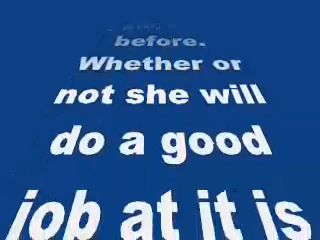 before.
Whether or
not she will
do a good
job at it is